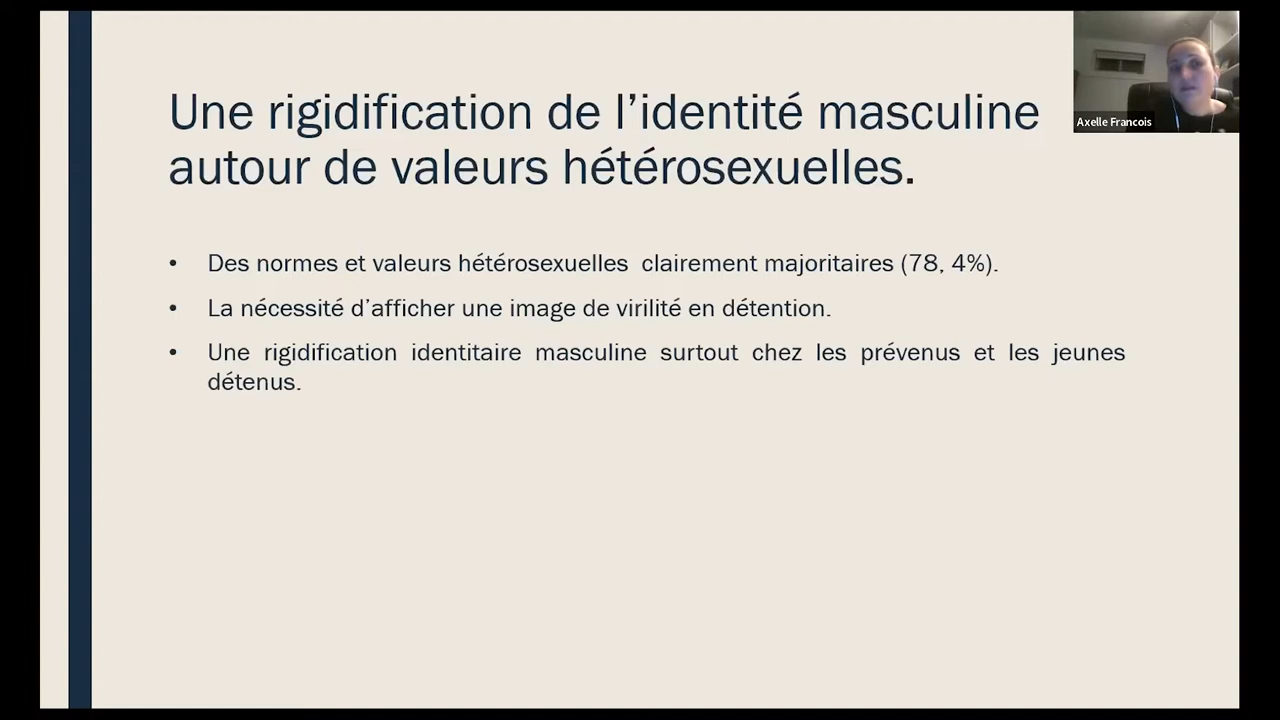 Une rigidification de l’identité masculine
autour de valeurs hétérosexuelles.
Axelle Francois
• Des normes et valeurs hétérosexuelles  clairement majoritaires (78, 4%).
• La nécessité d’afficher une image de virilité en détention.
• Une rigidification identitaire masculine surtout chez les prévenus et les jeunes
détenus.